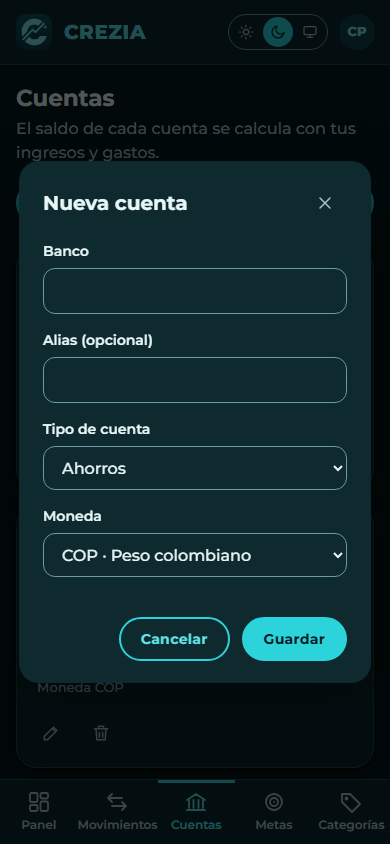 CREZIA
CP
Cuentas
El saldo de cada cuenta se calcula con tus
ingresos y gastos.
Nueva cuenta
Banco
Alias (opcional)
Tipo de cuenta
Ahorros
Moneda
COP · Peso colombiano
Cancelar
Guardar
Moneda COP
Panel
Movimientos
Cuentas
Metas
Categorías